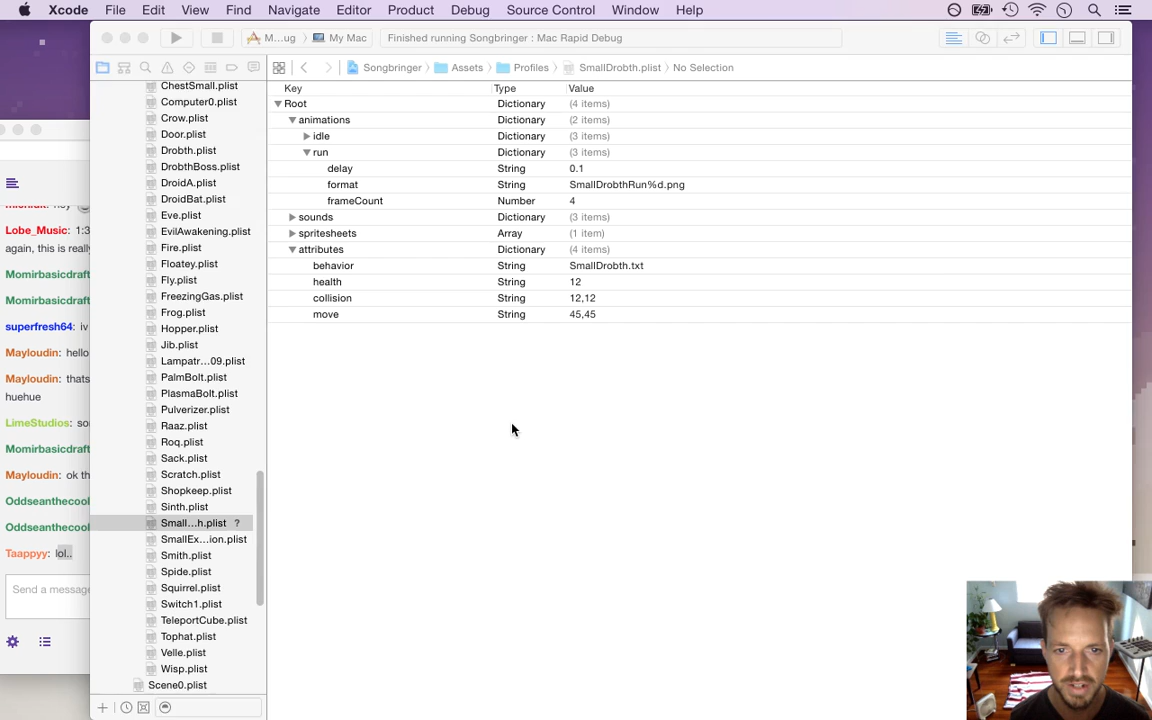 Xcode File Edit View Find Navigate Editor Product Debug Source Control Window Help
M...ug My Mac Finished running Songbringer : Mac Rapid Debug
Songbringer Assets Profiles SmallDrobth.plist No Selection
Key Type Value
Root Dictionary (4 items)
animations Dictionary (2 items)
idle Dictionary (3 items)
run Dictionary (3 items)
delay String 0.1
format String SmallDrobthRun%d.png
frameCount Number 4
sounds Dictionary (3 items)
spritesheets Array (1 item)
attributes Dictionary (4 items)
behavior String SmallDrobth.txt
health String 12
collision String 12,12
move String 45,45
ChestSmall.plist
Computer0.plist
Crow.plist
Door.plist
Drobth.plist
DrobthBoss.plist
DroidA.plist
DroidBat.plist
Eve.plist
EvilAwakening.plist
Fire.plist
Floatey.plist
Fly.plist
FreezingGas.plist
Frog.plist
Hopper.plist
Jib.plist
Lampatr...09.plist
PalmBolt.plist
PlasmaBolt.plist
Pulverizer.plist
Raaz.plist
Roq.plist
Sack.plist
Scratch.plist
Shopkeep.plist
Sinth.plist
Small...h.plist ?
SmallEx...ion.plist
Smith.plist
Spide.plist
Squirrel.plist
Switch1.plist
TeleportCube.plist
Tophat.plist
Velle.plist
Wisp.plist
Scene0.plist
Lobe_Music: 1:3
again, this is really
Momirbasicdraft
Momirbasicdraft
superfresh64: iv
Mayloudin: hello
Mayloudin: thats
huehue
LimeStudios: so
Momirbasicdraft
Mayloudin: ok th
Oddseanthecool
Oddseanthecool
Taappyy: lol..
Send a message